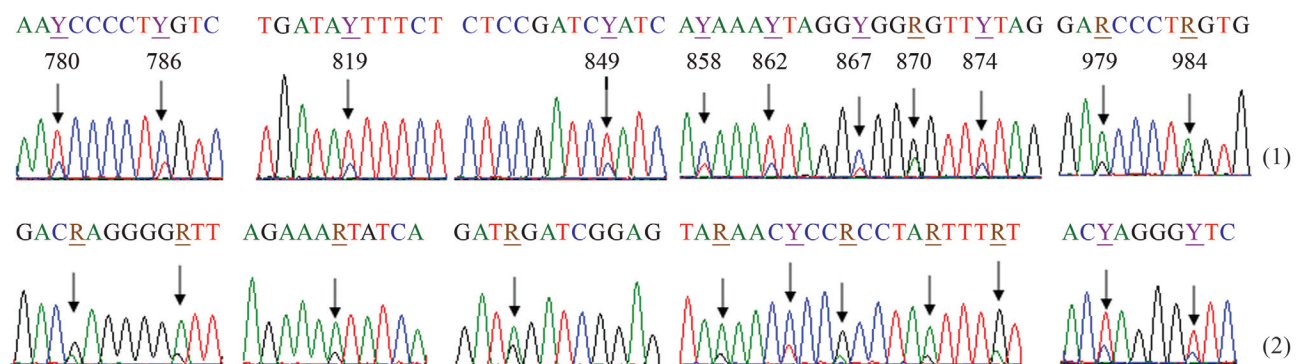 AAYCCCCTYGTC TGATAYTTTCT CTCCGATCYATC AYAAAYTAGGYGGRGTTYTAG GARCCCTRGTG
780 786 819 849 858 862 867 870 874 979 984
(1)
GACRAGGGGRTT AGAAARTATCA GATRGATCGGAG TARAACYCCRCCTARTTTRT ACYAGGGYTC
(2)